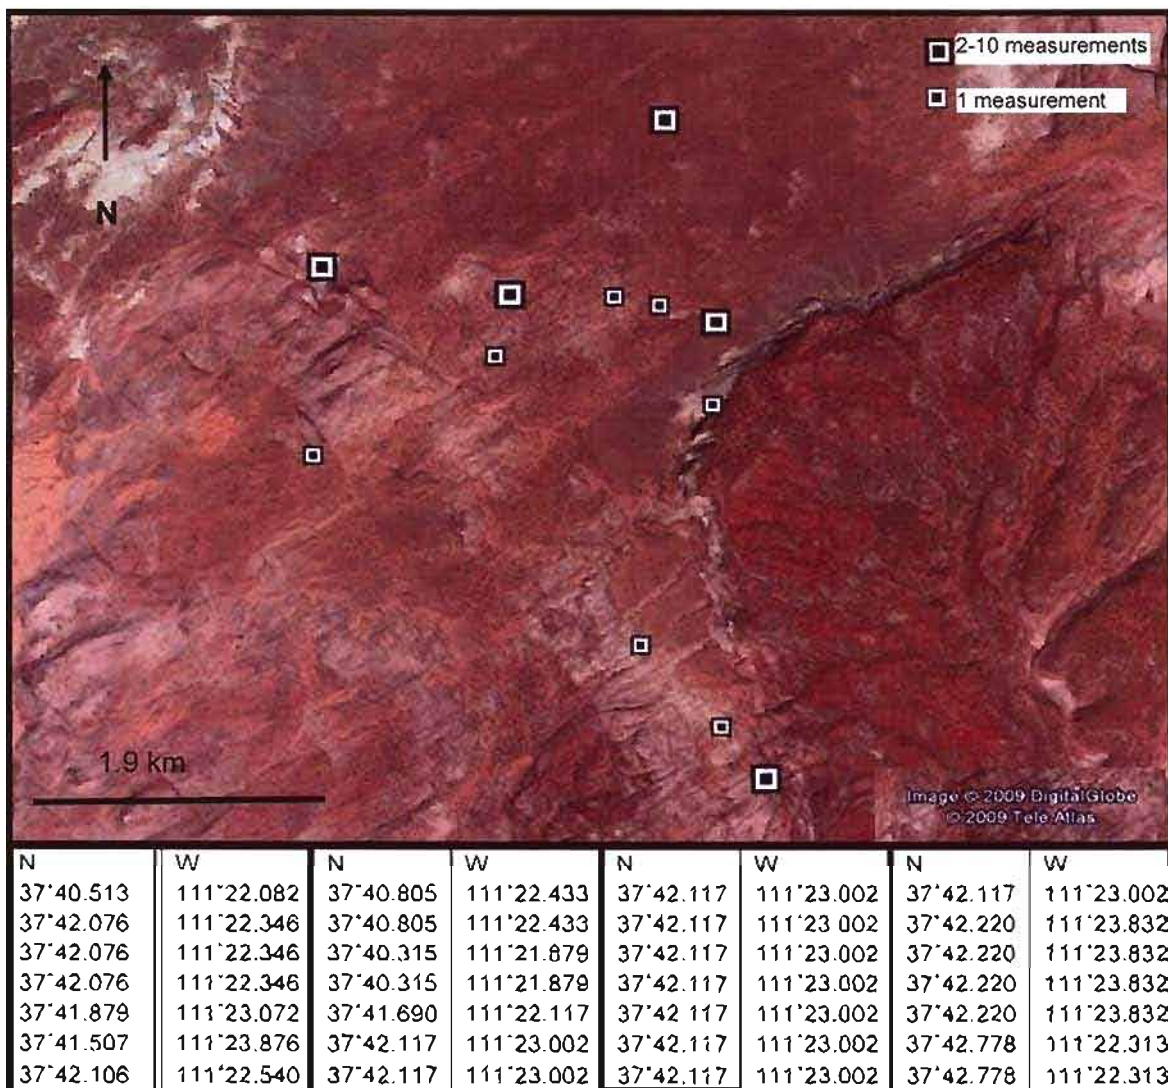 2-10 measurements
1 measurement
N
1.9 km
Image © 2009 DigitalGlobe
© 2009 Tele Atlas
N W N W N W N W
37°40.513 111°22.082 37°40.805 111°22.433 37°42.117 111°23.002 37°42.117 111°23.002
37°42.076 111°22.346 37°40.805 111°22.433 37°42.117 111°23.002 37°42.220 111°23.832
37°42.076 111°22.346 37°40.315 111°21.879 37°42.117 111°23.002 37°42.220 111°23.832
37°42.076 111°22.346 37°40.315 111°21.879 37°42.117 111°23.002 37°42.220 111°23.832
37°41.879 111°23.072 37°41.690 111°22.117 37°42.117 111°23.002 37°42.220 111°23.832
37°41.507 111°23.876 37°42.117 111°23.002 37°42.117 111°23.002 37°42.778 111°22.313
37°42.106 111°22.540 37°42.117 111°23.002 37°42.117 111°23.002 37°42.778 111°22.313